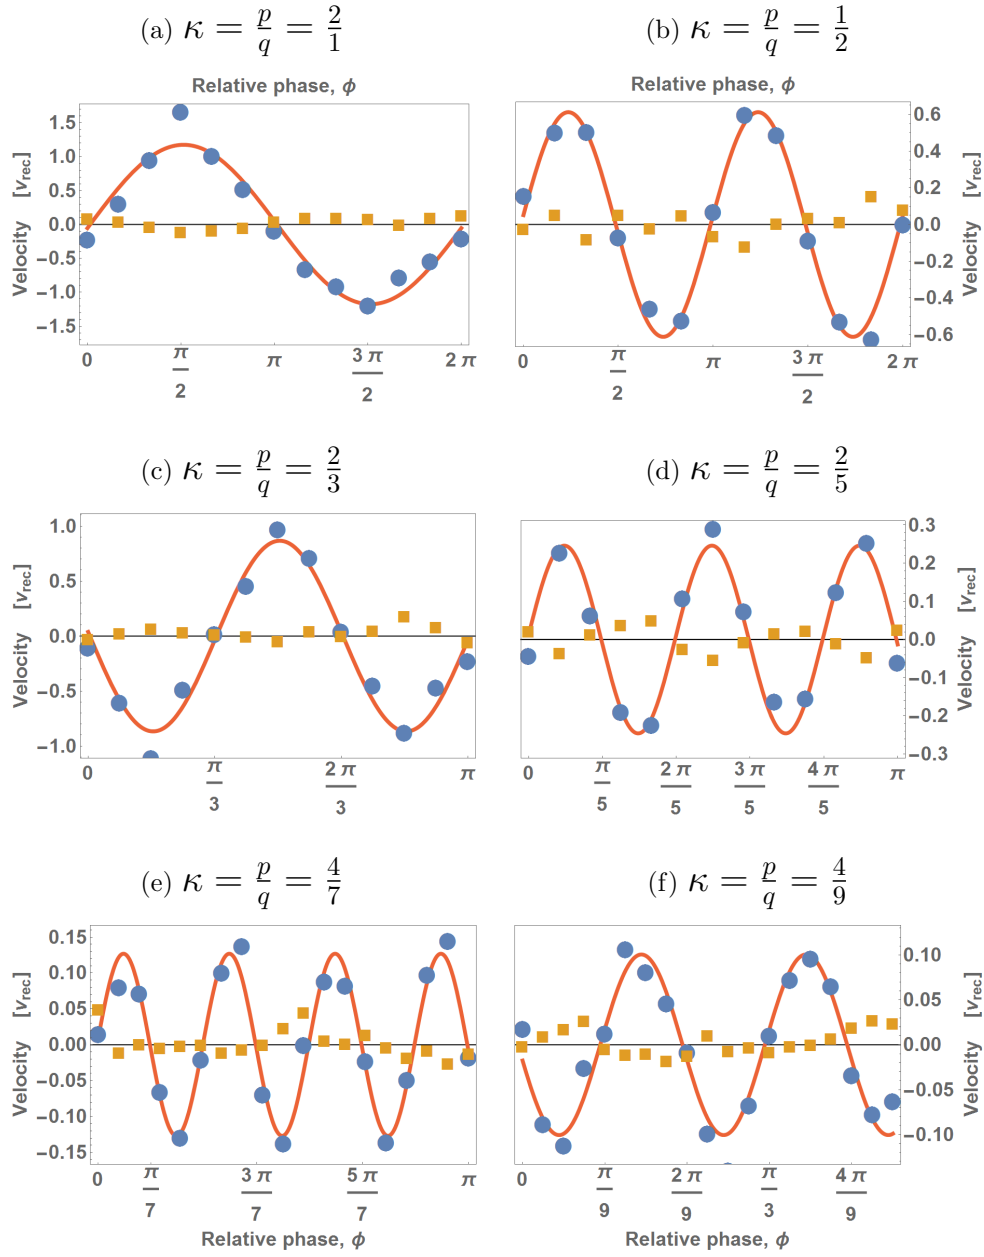 (a) κ = p/q = 2/1
(b) κ = p/q = 1/2
Relative phase, ϕ
Relative phase, ϕ
Velocity [v_rec.]
1.5
1.0
0.5
0.0
−0.5
−1.0
−1.5
0 π/2 π 3π/2 2π
0.6
0.4
0.2
0.0
−0.2
−0.4
−0.6
Velocity [v_rec.]
0 π/2 π 3π/2 2π
(c) κ = p/q = 2/3
(d) κ = p/q = 2/5
Velocity [v_rec.]
1.0
0.5
0.0
−0.5
−1.0
0 π/3 2π/3 π
0.3
0.2
0.1
0.0
−0.1
−0.2
−0.3
Velocity [v_rec.]
0 π/5 2π/5 3π/5 4π/5 π
(e) κ = p/q = 4/7
(f) κ = p/q = 4/9
Velocity [v_rec.]
0.15
0.10
0.05
0.00
−0.05
−0.10
−0.15
0 π/7 3π/7 5π/7 π
Relative phase, ϕ
0.10
0.05
0.00
−0.05
−0.10
Velocity [v_rec.]
0 π/9 2π/9 π/3 4π/9
Relative phase, ϕ